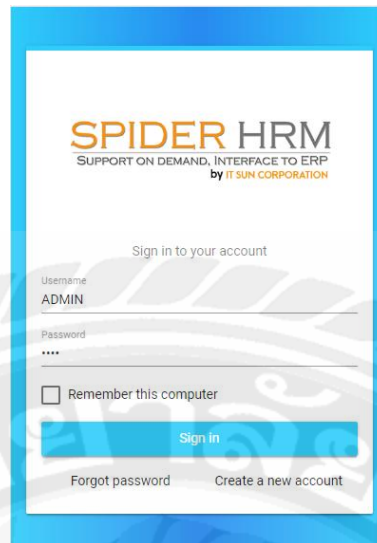 SPIDER HRM
SUPPORT ON DEMAND, INTERFACE TO ERP
by IT SUN CORPORATION
Sign in to your account
Username
ADMIN
Password
••••
Remember this computer
Sign in
Forgot password Create a new account